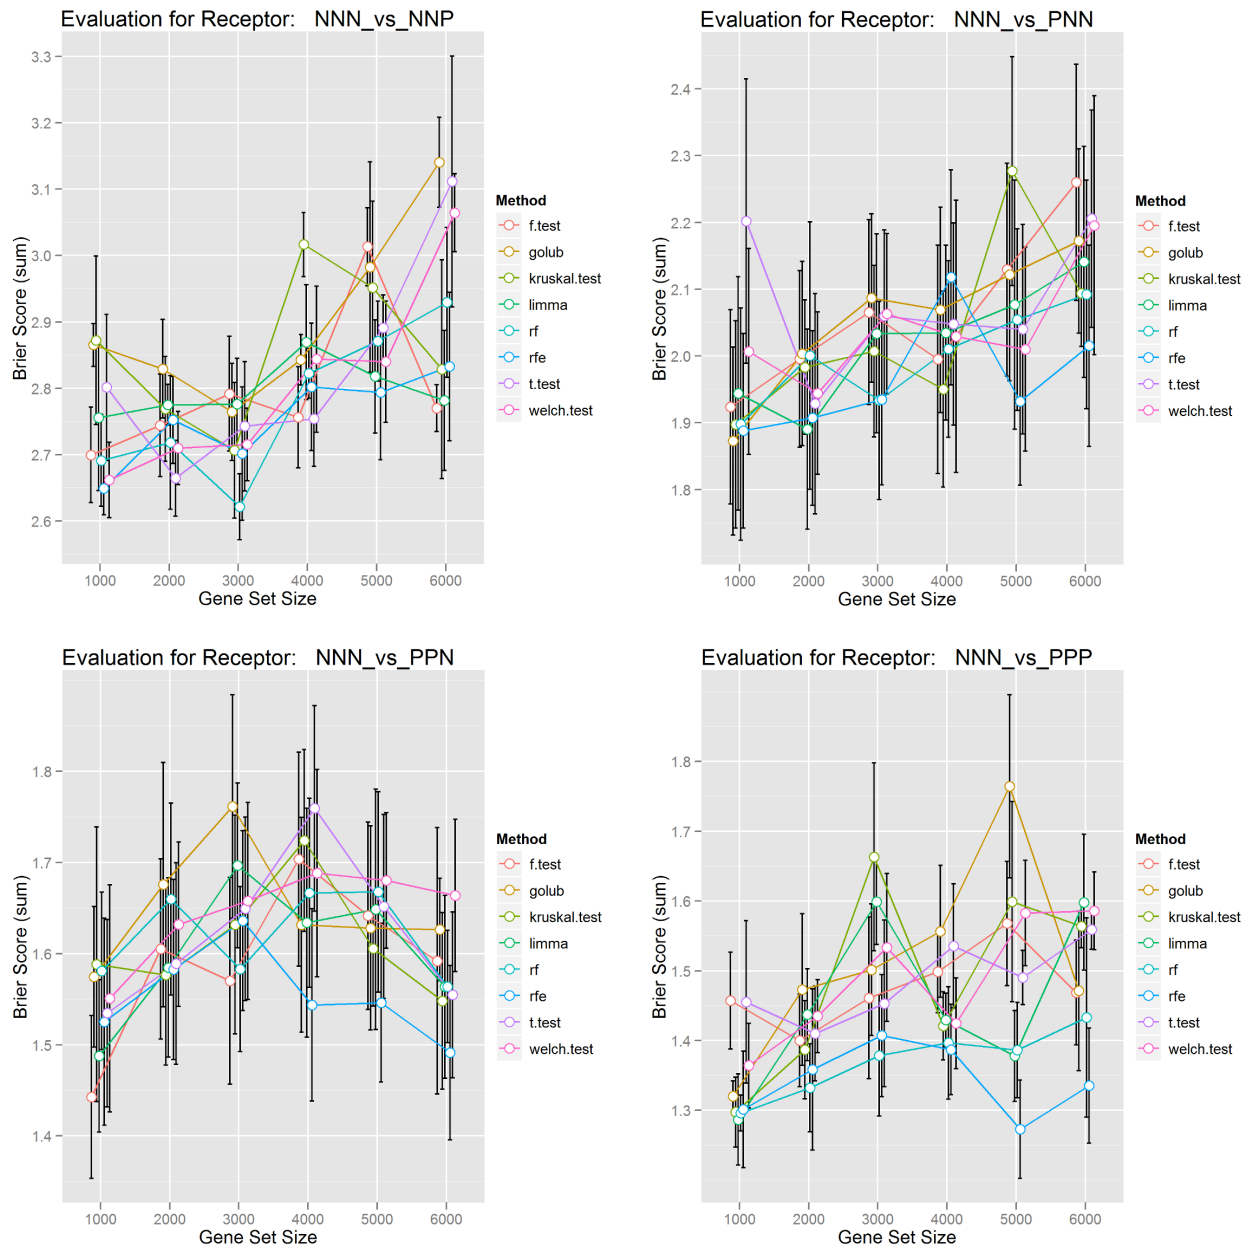 Evaluation for Receptor: NNN_vs_NNP
Brier Score (sum)
3.3
3.2
3.1
3.0
2.9
2.8
2.7
2.6
1000 2000 3000 4000 5000 6000
Gene Set Size
Method
f.test
golub
kruskal.test
limma
rf
rfe
t.test
welch.test
Evaluation for Receptor: NNN_vs_PNN
Brier Score (sum)
2.4
2.3
2.2
2.1
2.0
1.9
1.8
1000 2000 3000 4000 5000 6000
Gene Set Size
Method
f.test
golub
kruskal.test
limma
rf
rfe
t.test
welch.test
Evaluation for Receptor: NNN_vs_PPN
Brier Score (sum)
1.8
1.7
1.6
1.5
1.4
1000 2000 3000 4000 5000 6000
Gene Set Size
Method
f.test
golub
kruskal.test
limma
rf
rfe
t.test
welch.test
Evaluation for Receptor: NNN_vs_PPP
Brier Score (sum)
1.8
1.7
1.6
1.5
1.4
1.3
1000 2000 3000 4000 5000 6000
Gene Set Size
Method
f.test
golub
kruskal.test
limma
rf
rfe
t.test
welch.test